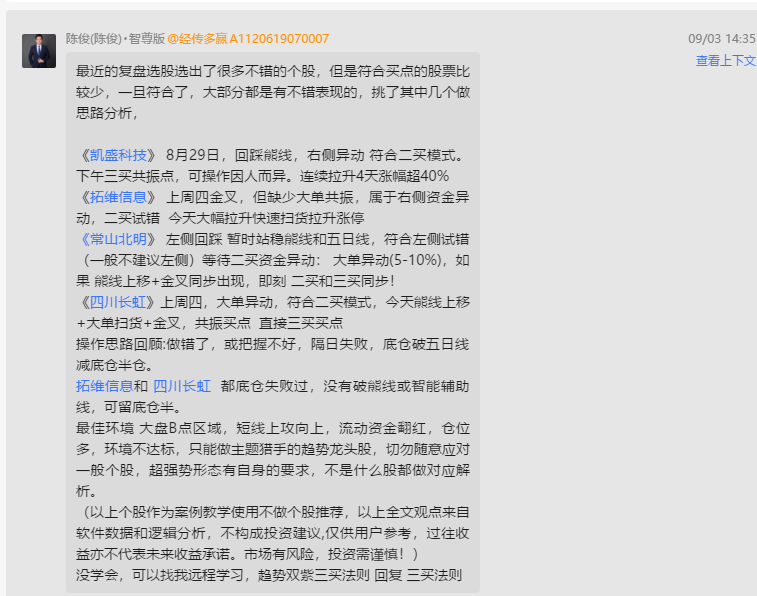 陈俊(陈俊)·智尊版 @经传多赢 A1120619070007
09/03 14:35
查看上下文
最近的复盘选股选出了很多不错的个股，但是符合买点的股票比
较少，一旦符合了，大部分都是有不错表现的，挑了其中几个做
思路分析，
《凯盛科技》 8月29日，回踩熊线，右侧异动 符合二买模式。
下午三买共振点，可操作因人而异。连续拉升4天涨幅超40%
《拓维信息》 上周四金叉，但缺少大单共振，属于右侧资金异
动，二买试错 今天大幅拉升快速扫货拉升涨停
《常山北明》 左侧回踩 暂时站稳熊线和五日线，符合左侧试错
（一般不建议左侧）等待二买资金异动： 大单异动(5-10%)，如
果 熊线上移+金叉同步出现，即刻 二买和三买同步！
《四川长虹》上周四，大单异动，符合二买模式，今天熊线上移
+大单扫货+金叉，共振买点 直接三买买点
操作思路回顾:做错了，或把握不好，隔日失败，底仓破五日线
减底仓半仓。
拓维信息和 四川长虹 都底仓失败过，没有破熊线或智能辅助
线，可留底仓半。
最佳环境 大盘B点区域，短线上攻向上，流动资金翻红，仓位
多，环境不达标，只能做主题猎手的趋势龙头股，切勿随意应对
一般个股，超强势形态有自身的要求，不是什么股都做对应解
析。
（以上个股作为案例教学使用不做个股推荐，以上全文观点来自
软件数据和逻辑分析，不构成投资建议,仅供用户参考，过往收
益亦不代表未来收益承诺。市场有风险，投资需谨慎！）
没学会，可以找我远程学习，趋势双紫三买法则 回复 三买法则